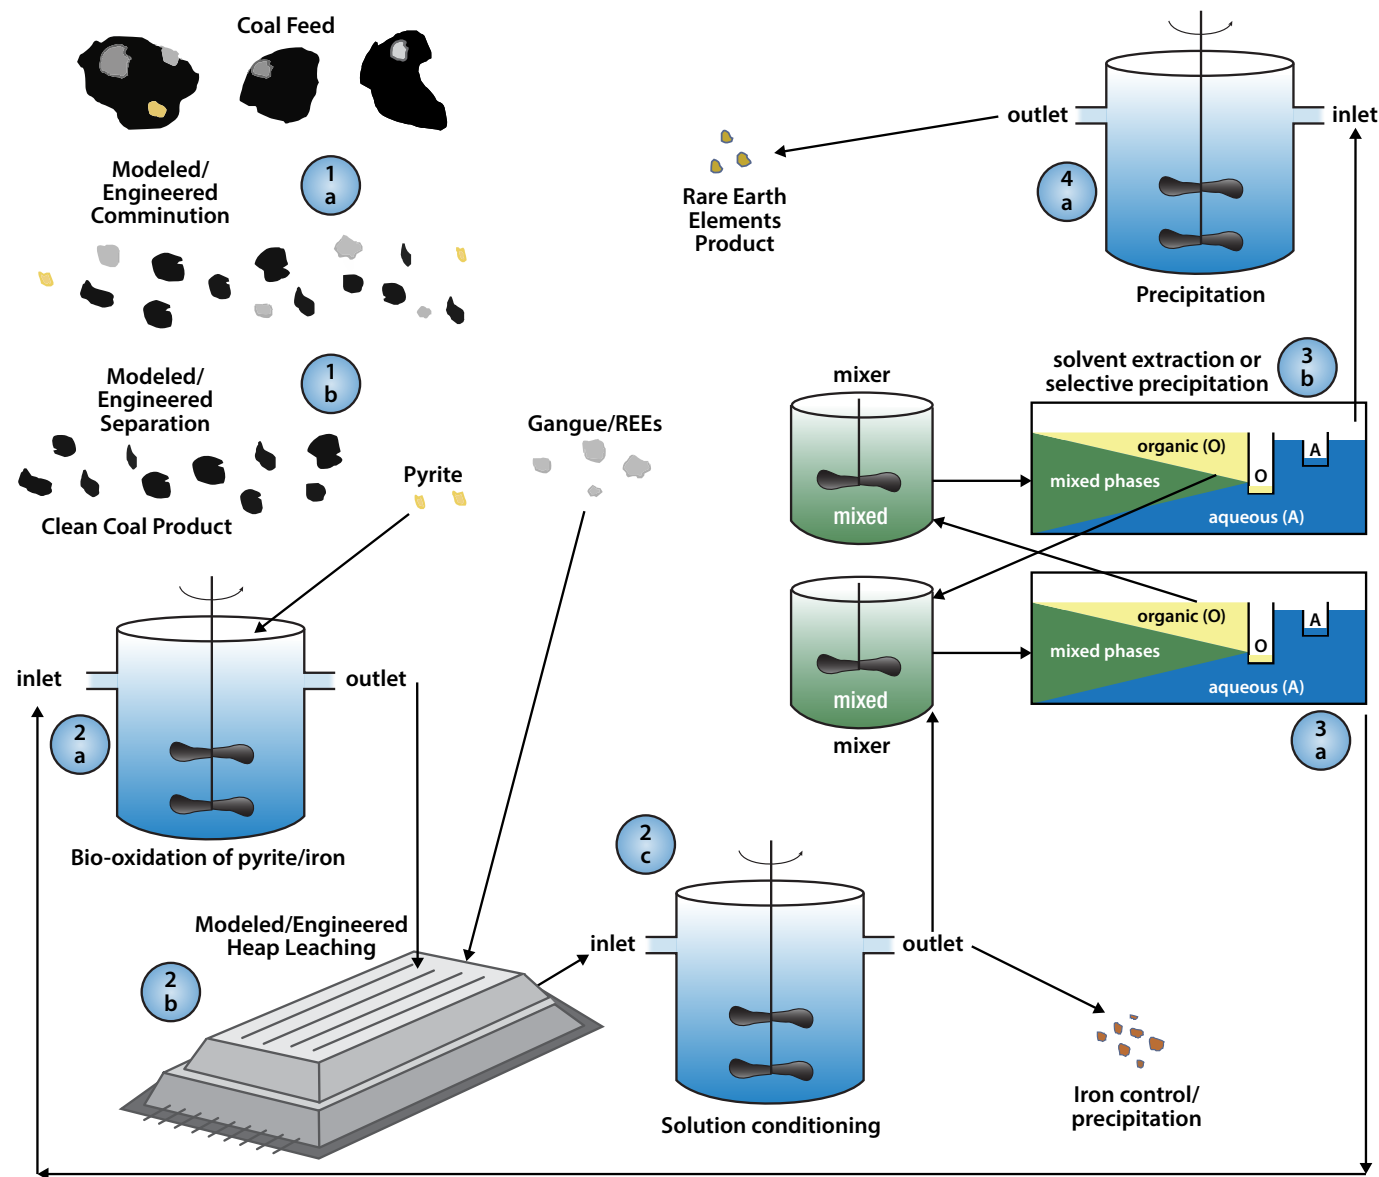 Coal Feed
Modeled/
Engineered
Comminution
1
a
Modeled/
Engineered
Separation
1
b
Clean Coal Product
Pyrite
Gangue/REEs
inlet
outlet
2
a
Bio-oxidation of pyrite/iron
Modeled/Engineered
Heap Leaching
2
b
2
c
inlet
outlet
Solution conditioning
Iron control/
precipitation
mixer
mixed
mixed
mixer
solvent extraction or
selective precipitation
3
b
organic (O)
mixed phases
O
A
aqueous (A)
organic (O)
mixed phases
O
A
aqueous (A)
3
a
outlet
inlet
4
a
Precipitation
Rare Earth
Elements
Product